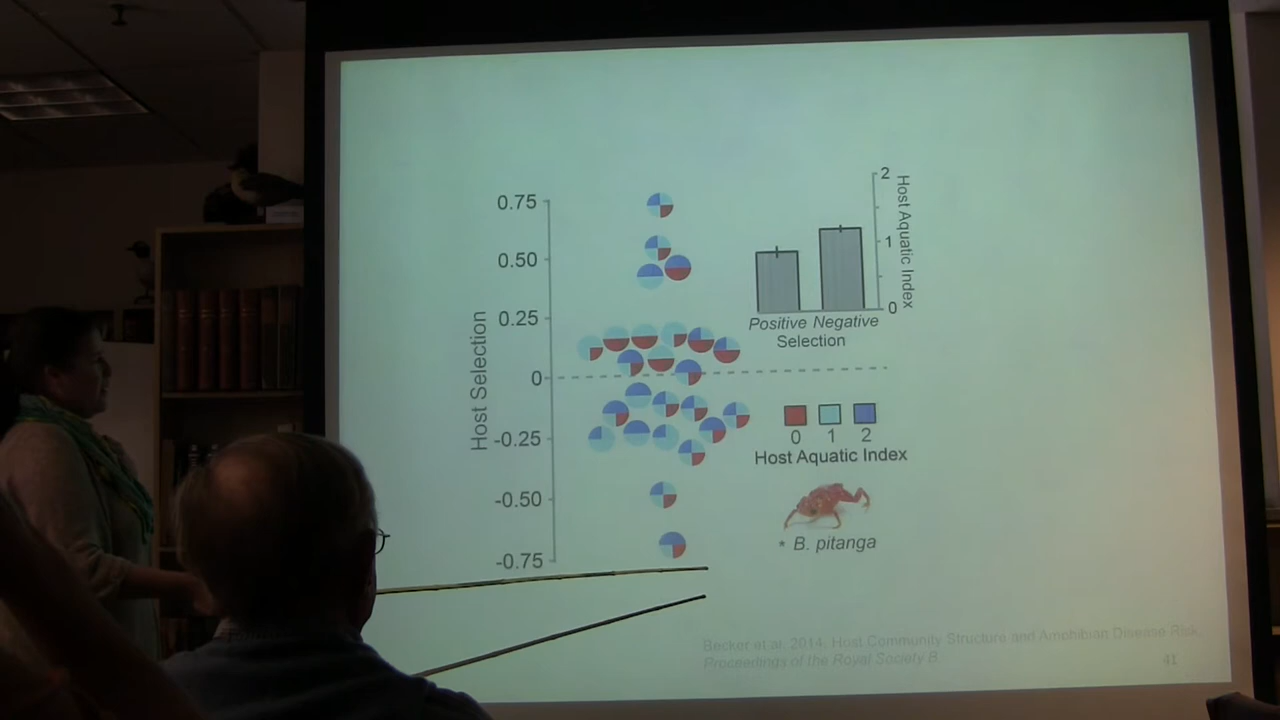 0.75
0.50
0.25
0
-0.25
-0.50
-0.75
Host Selection
2
1
0
Host Aquatic Index
Positive Negative
Selection
0 1 2
Host Aquatic Index
* B. pitanga
Becker et al. 2014. Host Community Structure and Amphibian Disease Risk.
Proceedings of the Royal Society B.
41